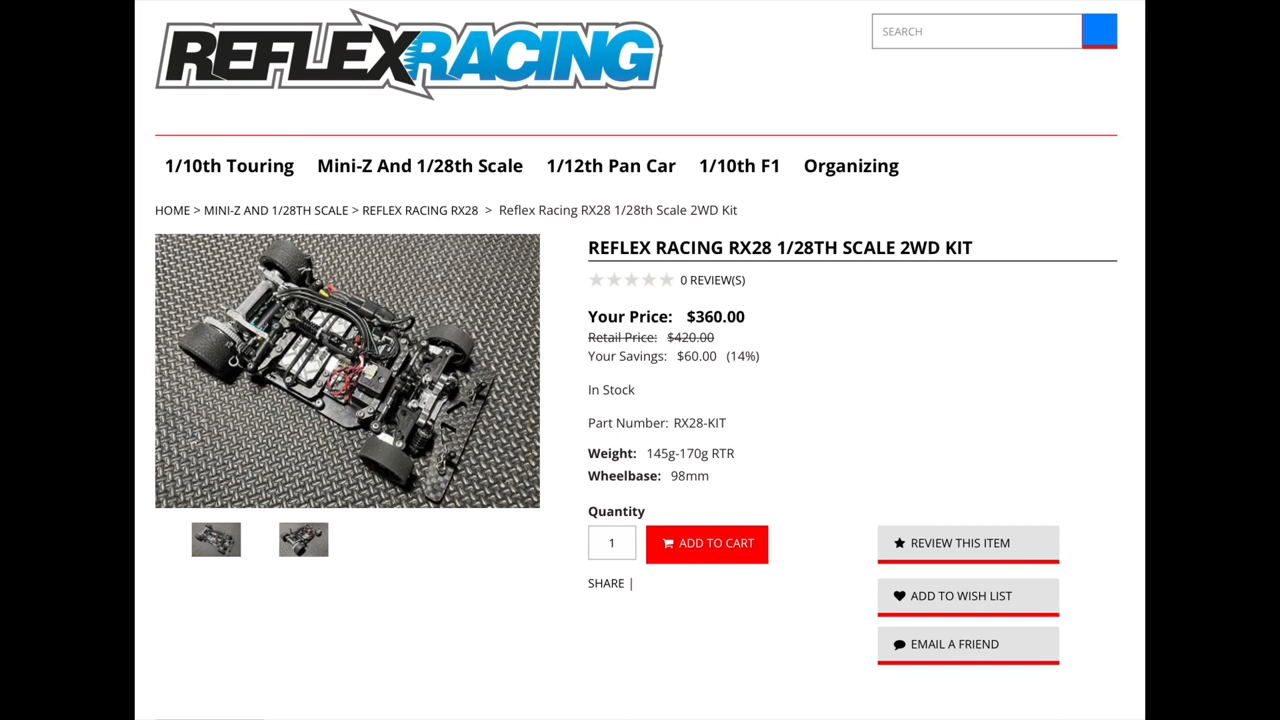 REFLEX RACING
SEARCH
1/10th Touring Mini-Z And 1/28th Scale 1/12th Pan Car 1/10th F1 Organizing
HOME > MINI-Z AND 1/28TH SCALE > REFLEX RACING RX28 > Reflex Racing RX28 1/28th Scale 2WD Kit
REFLEX RACING RX28 1/28TH SCALE 2WD KIT
0 REVIEW(S)
Your Price: $360.00
Retail Price: $420.00
Your Savings: $60.00 (14%)
In Stock
Part Number: RX28-KIT
Weight: 145g-170g RTR
Wheelbase: 98mm
Quantity
1 ADD TO CART
REVIEW THIS ITEM
SHARE |
ADD TO WISH LIST
EMAIL A FRIEND